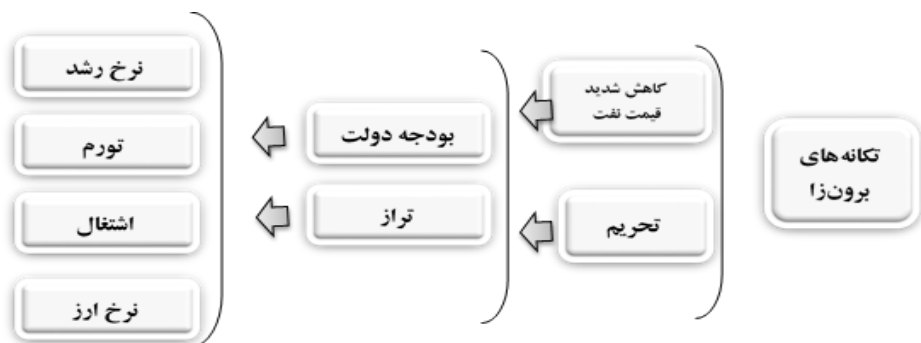 تکانه‌های
برون‌زا
کاهش شدید
قیمت نفت
تحریم
بودجه دولت
تراز
نرخ رشد
تورم
اشتغال
نرخ ارز